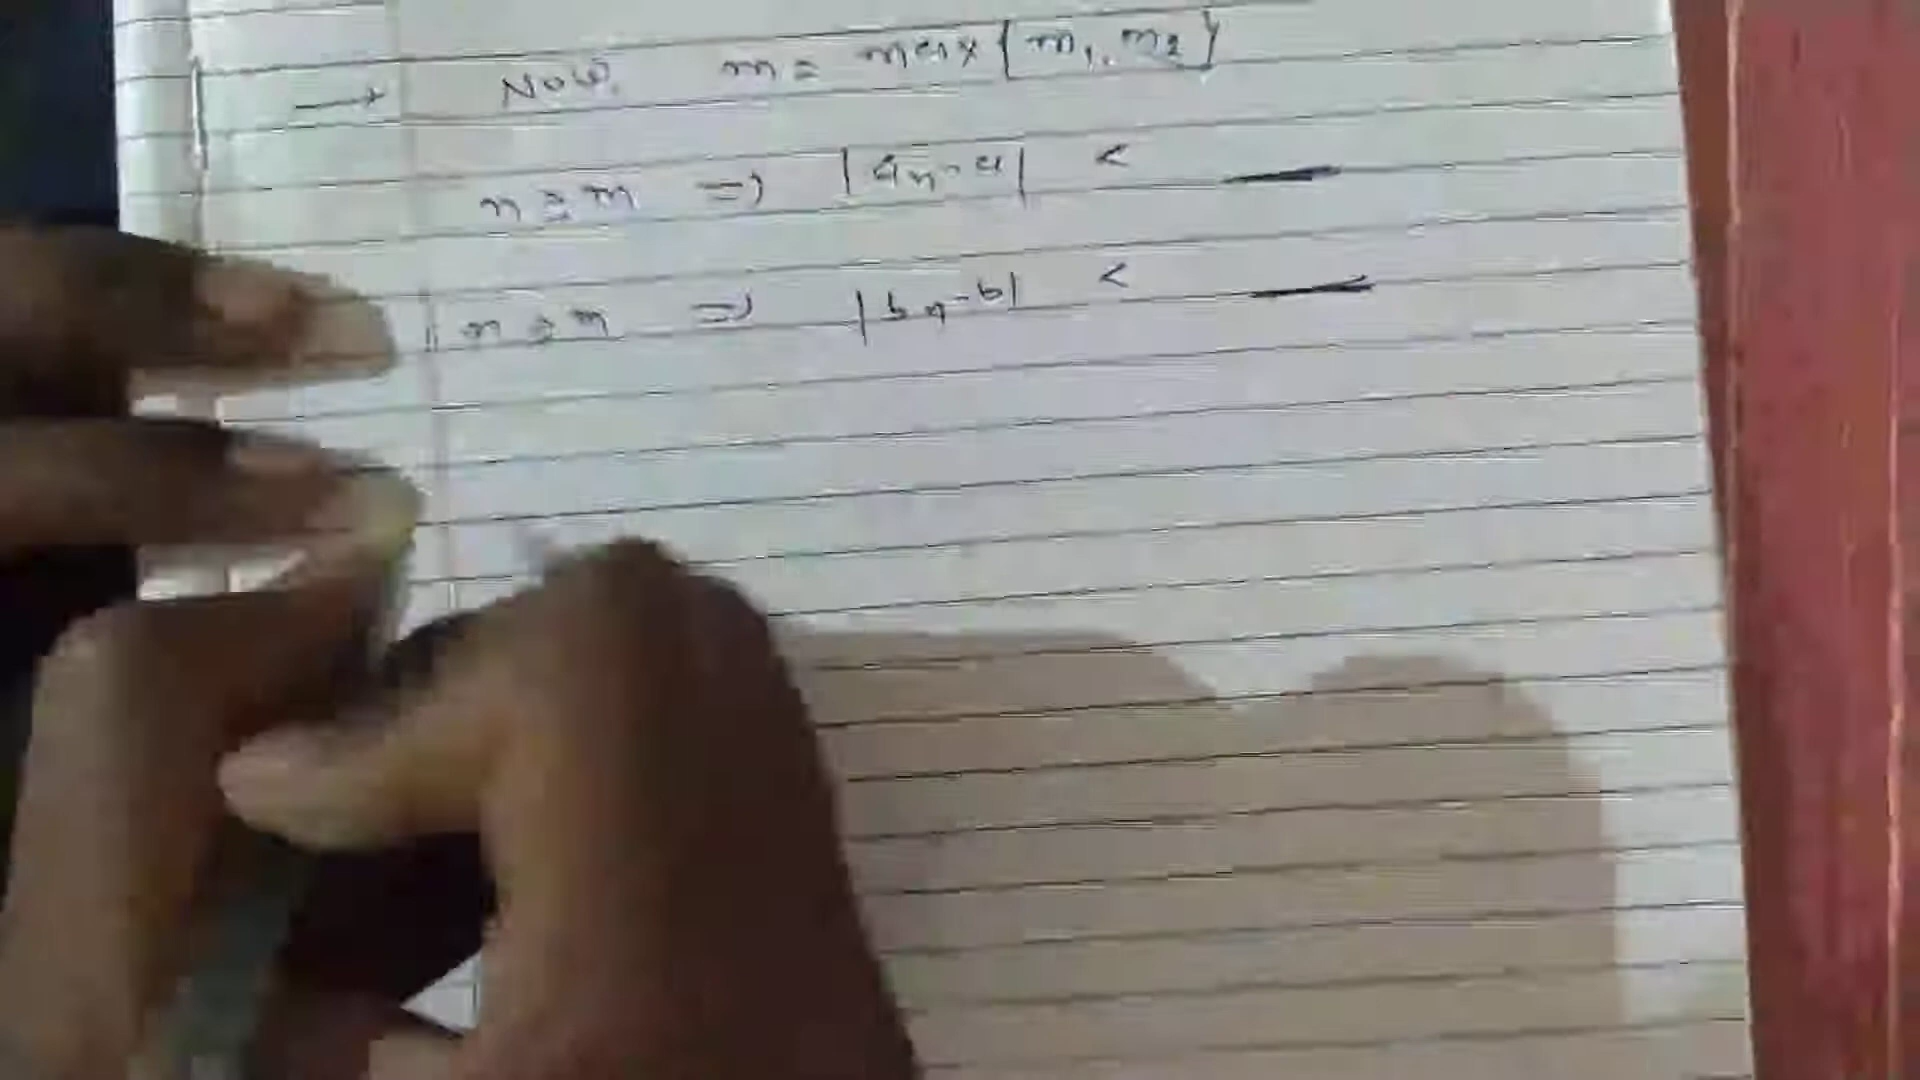 → Now, m = max {m₁, m₂}
n ≥ m ⇒ |aₙ - a| < —
|| n ≥ m ⇒ |bₙ - b| < —